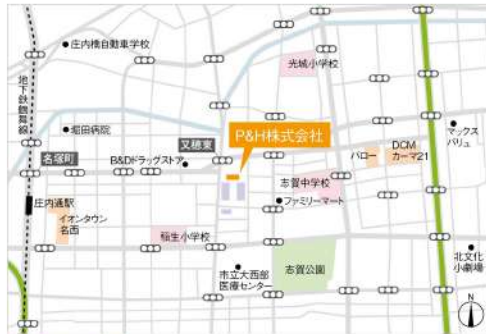 庄内橋自動車学校
光城小学校
地下鉄鶴舞線
堀田病院
又穂東
P&H株式会社
マックス
バリュ
名塚町
B&Dドラッグストア
バロー
DCM
カーマ21
志賀中学校
庄内通駅
ファミリーマート
イオンタウン
名西
稲生小学校
市立大西部
医療センター
志賀公園
北文化
小劇場
N